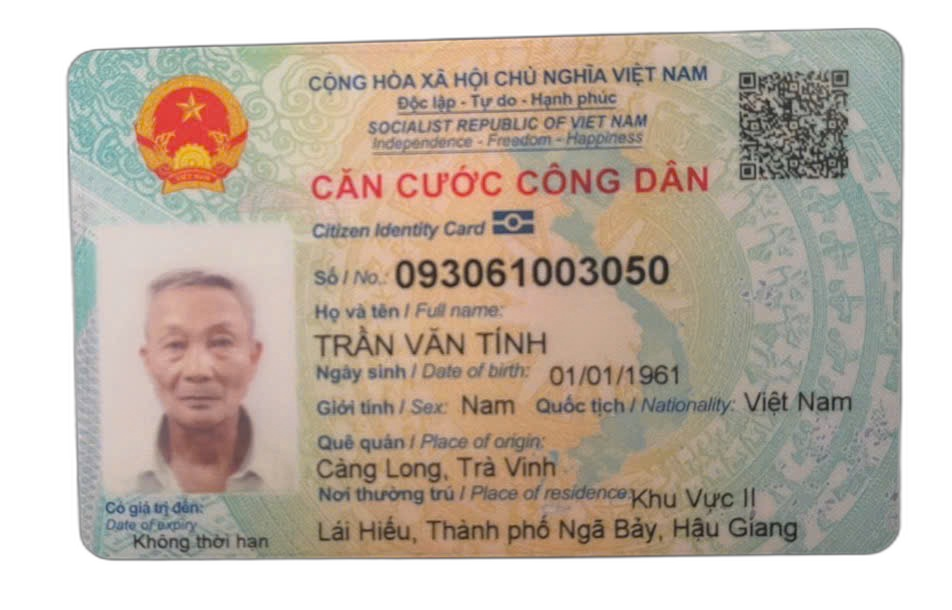 CỘNG HÒA XÃ HỘI CHỦ NGHĨA VIỆT NAM
Độc lập - Tự do - Hạnh phúc
SOCIALIST REPUBLIC OF VIET NAM
Independence - Freedom - Happiness
CĂN CƯỚC CÔNG DÂN
Citizen Identity Card
Số / No.: 093061003050
Họ và tên / Full name:
TRẦN VĂN TÍNH
Ngày sinh / Date of birth: 01/01/1961
Giới tính / Sex: Nam Quốc tịch / Nationality: Việt Nam
Quê quán / Place of origin:
Càng Long, Trà Vinh
Nơi thường trú / Place of residence: Khu Vực II
Lái Hiếu, Thành phố Ngã Bảy, Hậu Giang
Có giá trị đến:
Date of expiry
Không thời hạn
VIỆT NAM